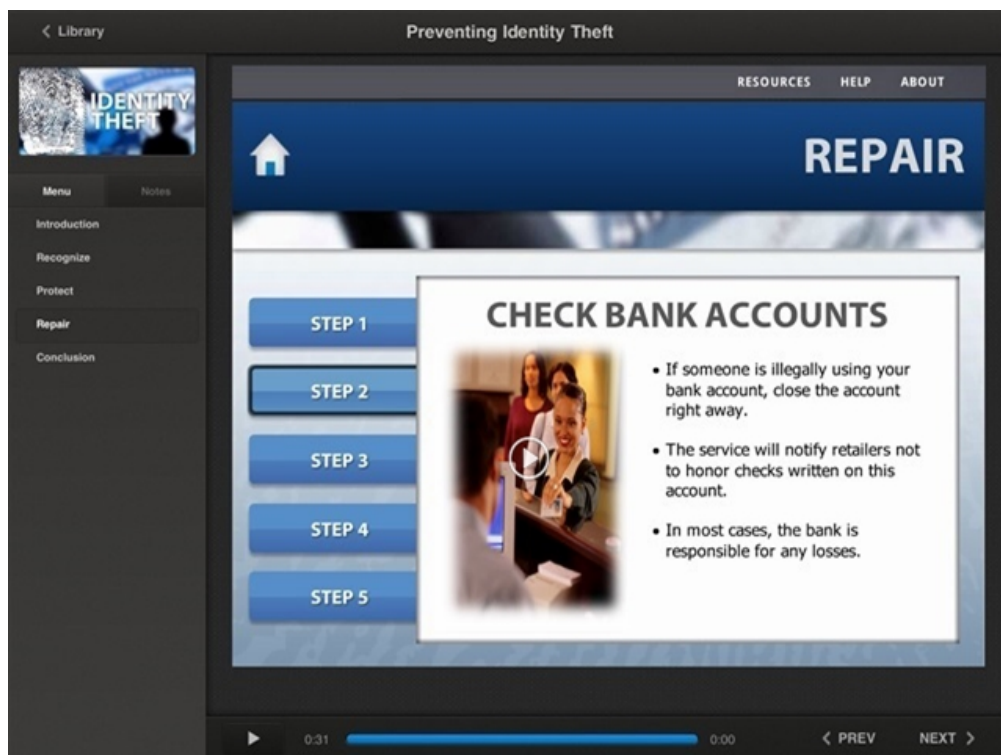 Library
Preventing Identity Theft
IDENTITY
THEFT
Menu
Notes
Introduction
Recognize
Protect
Repair
Conclusion
RESOURCES HELP ABOUT
REPAIR
STEP 1
STEP 2
STEP 3
STEP 4
STEP 5
CHECK BANK ACCOUNTS
• If someone is illegally using your
bank account, close the account
right away.
• The service will notify retailers not
to honor checks written on this
account.
• In most cases, the bank is
responsible for any losses.
0:31
0:00
PREV
NEXT